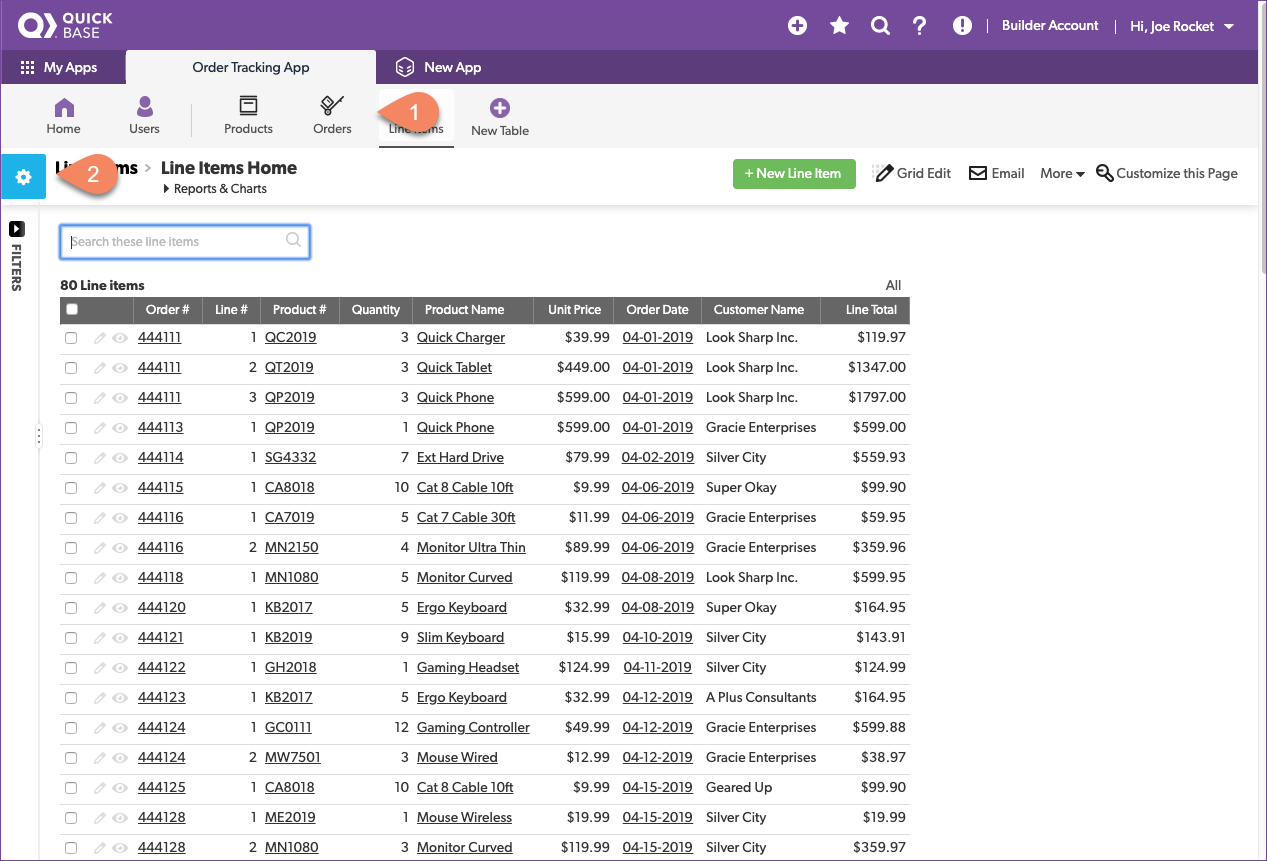 QUICK
BASE
Builder Account
Hi, Joe Rocket
My Apps
Order Tracking App
New App
Home
Users
Products
Orders
1
New Table
2
Line Items Home
Reports & Charts
+ New Line Item
Grid Edit
Email
More
Customize this Page
FILTERS
Search these line items
80 Line items
All
Order # Line # Product # Quantity Product Name Unit Price Order Date Customer Name Line Total
444111 1 QC2019 3 Quick Charger $39.99 04-01-2019 Look Sharp Inc. $119.97
444111 2 QT2019 3 Quick Tablet $449.00 04-01-2019 Look Sharp Inc. $1347.00
444111 3 QP2019 3 Quick Phone $599.00 04-01-2019 Look Sharp Inc. $1797.00
444113 1 QP2019 1 Quick Phone $599.00 04-01-2019 Gracie Enterprises $599.00
444114 1 SG4332 7 Ext Hard Drive $79.99 04-02-2019 Silver City $559.93
444115 1 CA8018 10 Cat 8 Cable 10ft $9.99 04-06-2019 Super Okay $99.90
444116 1 CA7019 5 Cat 7 Cable 30ft $11.99 04-06-2019 Gracie Enterprises $59.95
444116 2 MN2150 4 Monitor Ultra Thin $89.99 04-06-2019 Gracie Enterprises $359.96
444118 1 MN1080 5 Monitor Curved $119.99 04-08-2019 Look Sharp Inc. $599.95
444120 1 KB2017 5 Ergo Keyboard $32.99 04-08-2019 Super Okay $164.95
444121 1 KB2019 9 Slim Keyboard $15.99 04-10-2019 Silver City $143.91
444122 1 GH2018 1 Gaming Headset $124.99 04-11-2019 Silver City $124.99
444123 1 KB2017 5 Ergo Keyboard $32.99 04-12-2019 A Plus Consultants $164.95
444124 1 GC0111 12 Gaming Controller $49.99 04-12-2019 Gracie Enterprises $599.88
444124 2 MW7501 3 Mouse Wired $12.99 04-12-2019 Gracie Enterprises $38.97
444125 1 CA8018 10 Cat 8 Cable 10ft $9.99 04-15-2019 Geared Up $99.90
444128 1 ME2019 1 Mouse Wireless $19.99 04-15-2019 Silver City $19.99
444128 2 MN1080 3 Monitor Curved $119.99 04-15-2019 Silver City $359.97